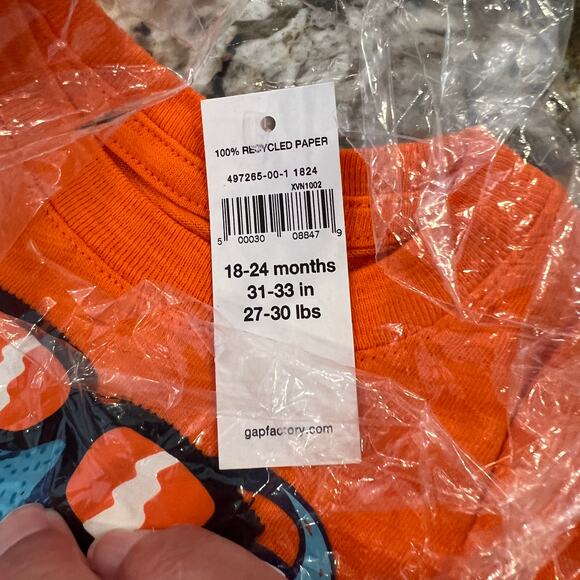 100% RECYCLED PAPER
497265-00-1 1824
XVN1002
5 00030 08847 9
18-24 months
31-33 in
27-30 lbs
gapfactory.com